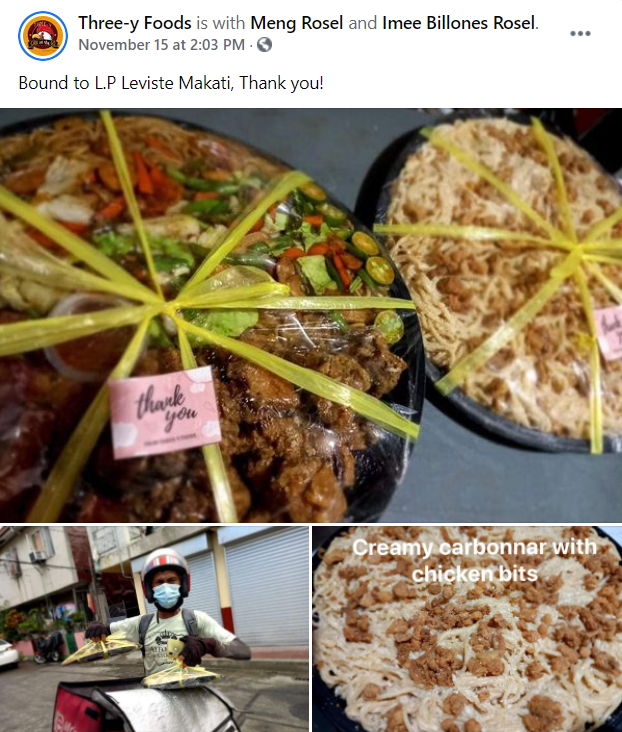 Three-y Foods is with Meng Rosel and Imee Billones Rosel.
November 15 at 2:03 PM ·
Bound to L.P Leviste Makati, Thank you!
thank
you
thank
Creamy carbonnar with
chicken bits